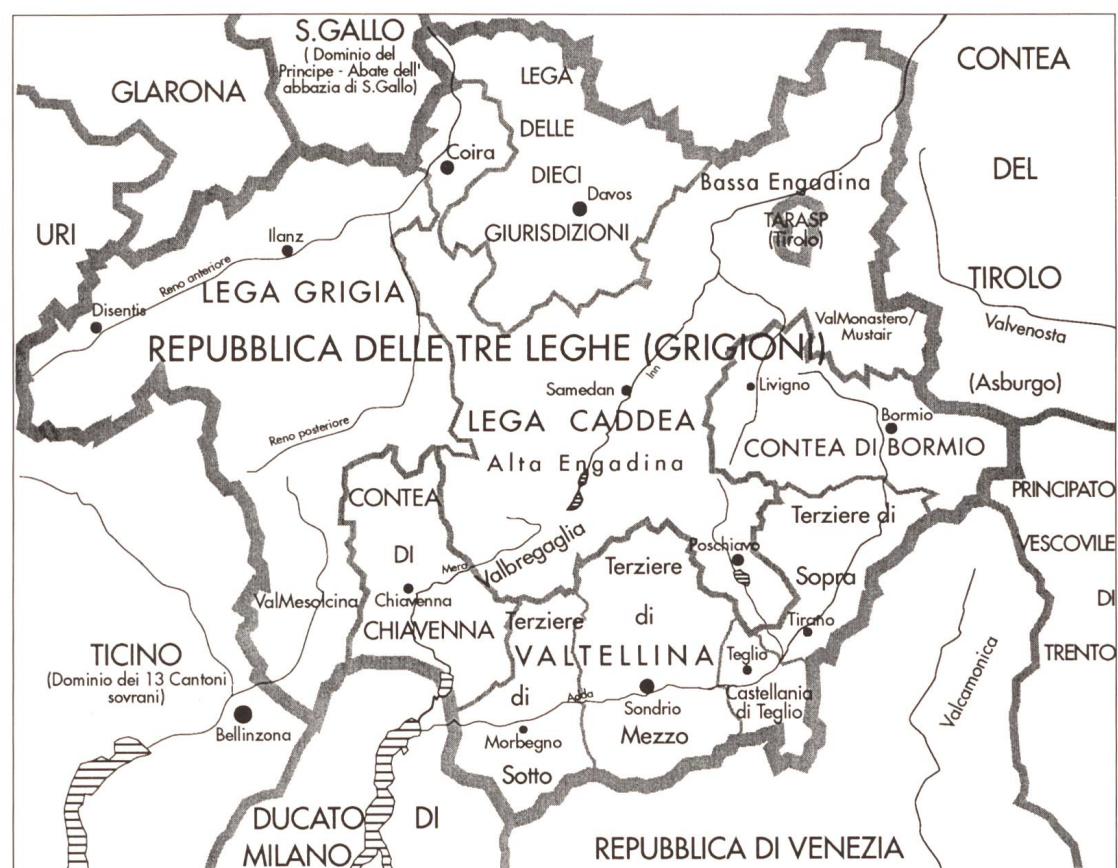 S.GALLO
( Dominio del
Principe - Abate dell'
abbazia di S.Gallo)
GLARONA
URI
LEGA
DELLE
DIECI
GIURISDIZIONI
Coira
Davos
CONTEA
DEL
TIROLO
(Asburgo)
Valvenosta
Bassa Engadina
TARASP
(Tirolo)
ValMonastero/
Mustair
Ilanz
Reno anteriore
Disentis
LEGA GRIGIA
REPUBBLICA DELLE TRE LEGHE (GRIGIONI)
Inn
Samedan
Livigno
Bormio
LEGA CADDEA
CONTEA DI BORMIO
Reno posteriore
Alta Engadina
PRINCIPATO
VESCOVILE
DI
TRENTO
CONTEA
DI
CHIAVENNA
Mera
Chiavenna
Valbregaglia
Poschiavo
Terziere di
Sopra
Tirano
ValMesolcina
Terziere
di
Sotto
Terziere
di
Mezzo
VALTELLINA
Teglio
Castellania
di Teglio
Adda
Sondrio
Morbegno
TICINO
(Dominio dei 13 Cantoni
sovrani)
Bellinzona
Valcamonica
DUCATO DI
MILANO
REPUBBLICA DI VENEZIA